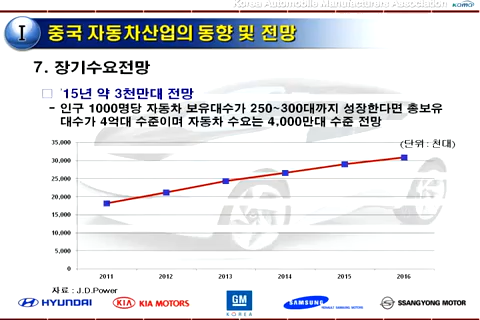 Korea Automobile Manufacturers Association KAMA
I 중국 자동차산업의 동향 및 전망
7. 장기수요전망
□ '15년 약 3천만대 전망
- 인구 1000명당 자동차 보유대수가 250~300대까지 성장한다면 총보유
대수가 4억대 수준이며 자동차 수요는 4,000만대 수준 전망
(단위 : 천대)
35,000
30,000
25,000
20,000
15,000
10,000
5,000
0
2011 2012 2013 2014 2015 2016
자료 : J.D.Power
HYUNDAI KIA KIA MOTORS GM KOREA SAMSUNG RENAULT SAMSUNG MOTORS SSANGYONG MOTOR